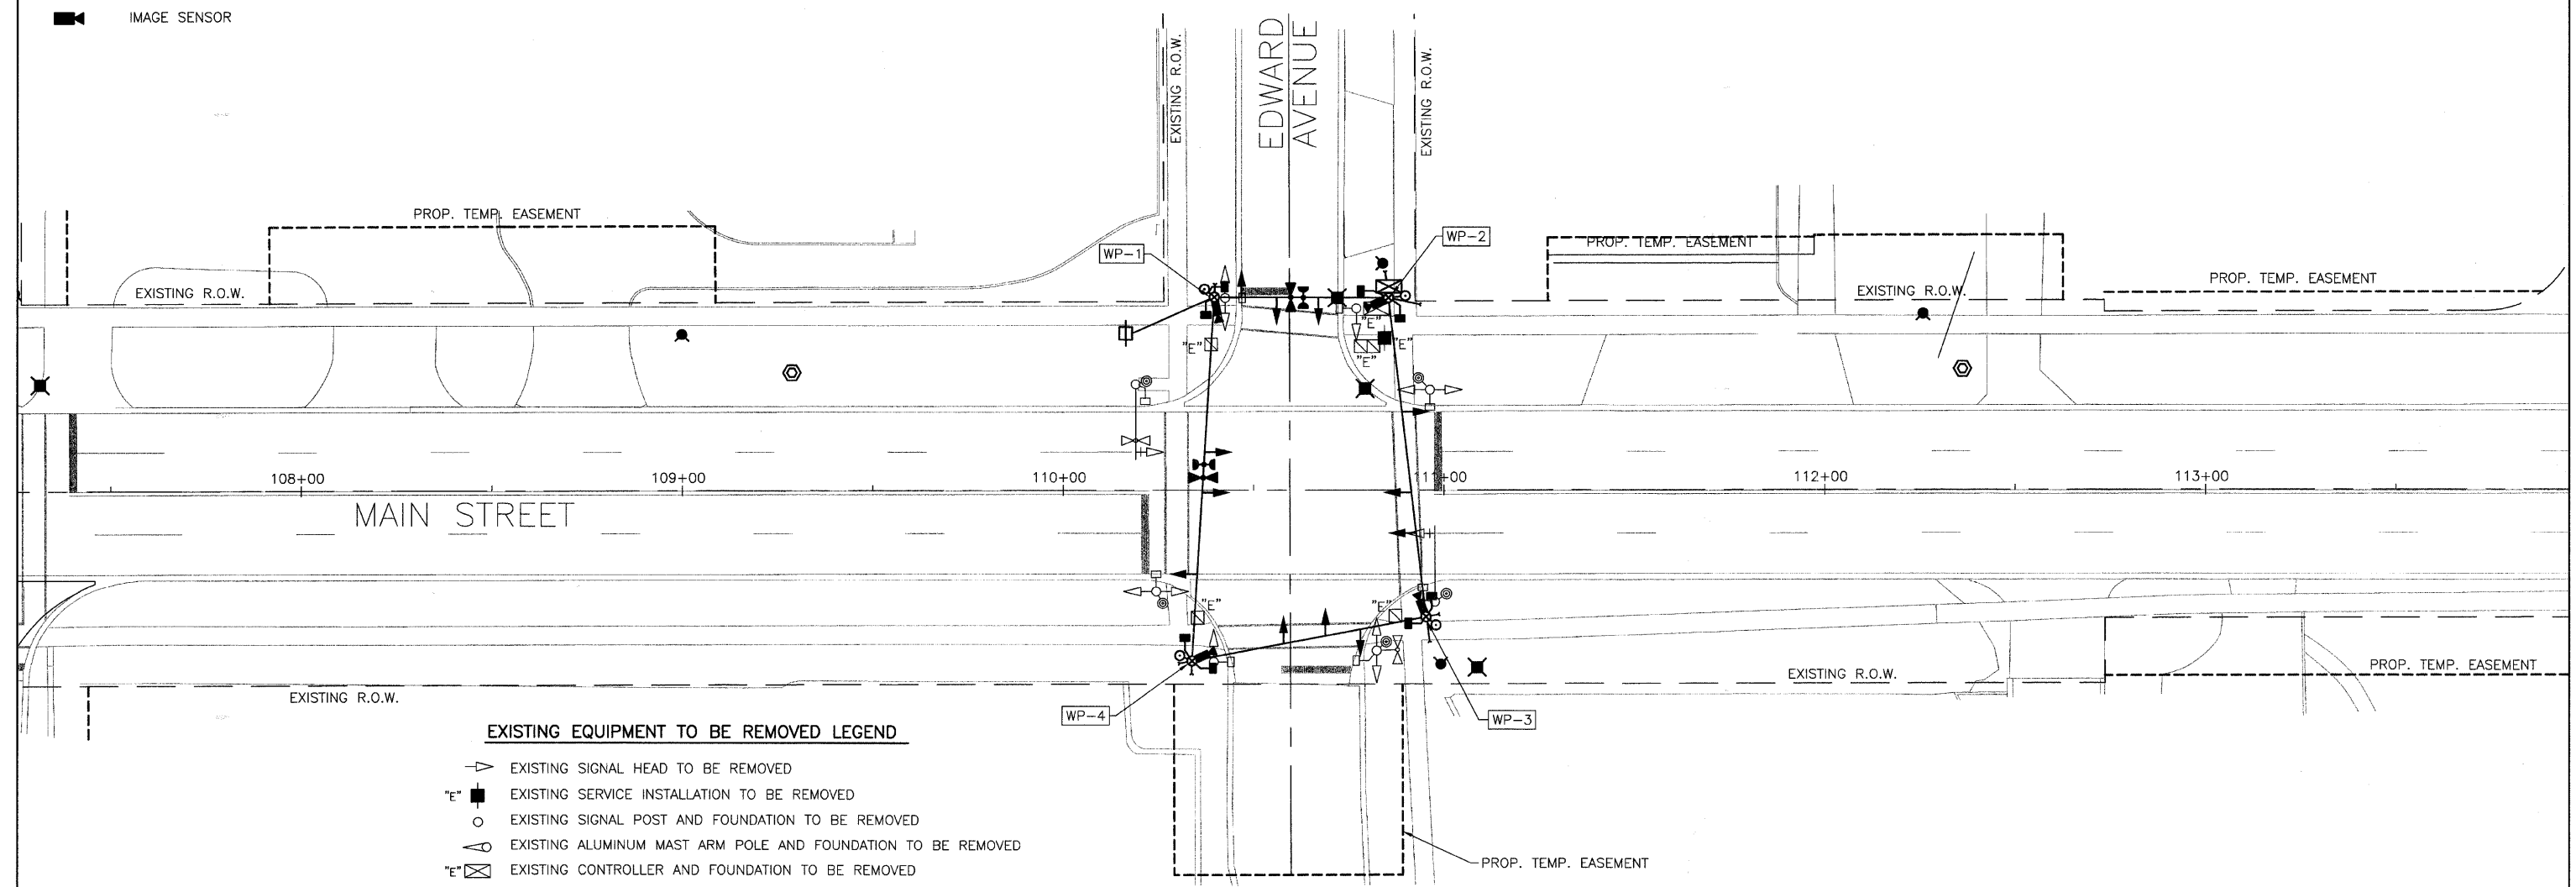 IMAGE SENSOR
EXISTING R.O.W.
EDWARD
AVENUE
EXISTING R.O.W.
PROP. TEMP. EASEMENT
WP-1
WP-2
PROP. TEMP. EASEMENT
PROP. TEMP. EASEMENT
EXISTING R.O.W.
EXISTING R.O.W.
"E"
"E"
"E"
"E"
108+00
109+00
110+00
111+00
112+00
113+00
MAIN STREET
"E"
"E"
EXISTING R.O.W.
PROP. TEMP. EASEMENT
EXISTING R.O.W.
WP-4
WP-3
EXISTING EQUIPMENT TO BE REMOVED LEGEND
EXISTING SIGNAL HEAD TO BE REMOVED
"E" EXISTING SERVICE INSTALLATION TO BE REMOVED
EXISTING SIGNAL POST AND FOUNDATION TO BE REMOVED
EXISTING ALUMINUM MAST ARM POLE AND FOUNDATION TO BE REMOVED
"E" EXISTING CONTROLLER AND FOUNDATION TO BE REMOVED
PROP. TEMP. EASEMENT